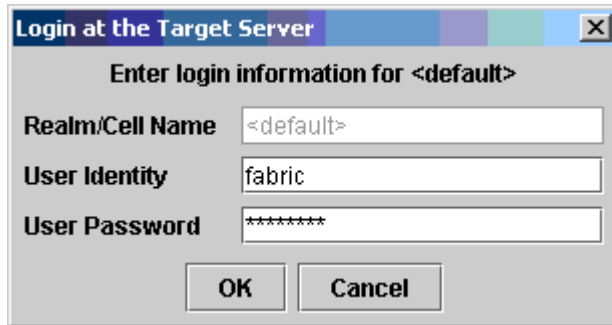 Login at the Target Server
Enter login information for <default>
Realm/Cell Name <default>
User Identity fabric
User Password ********
OK Cancel